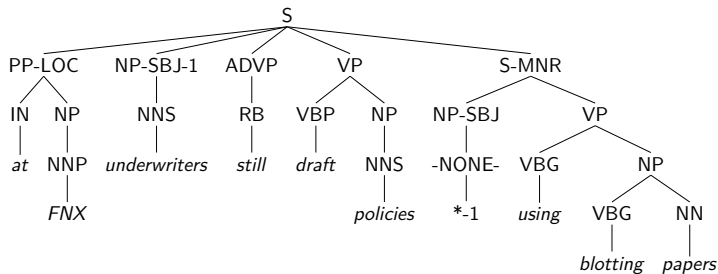 S
PP-LOC NP-SBJ-1 ADVP VP S-MNR
IN NP NNS RB VBP NP NP-SBJ VP
at NNP underwriters still draft NNS -NONE- VBG NP
FNX policies *-1 using VBG NN
blotting papers